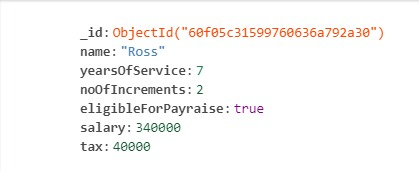 _id: ObjectId("60f05c31599760636a792a30")
name: "Ross"
yearsOfService: 7
noOfIncrements: 2
eligibleForPayraise: true
salary: 340000
tax: 40000